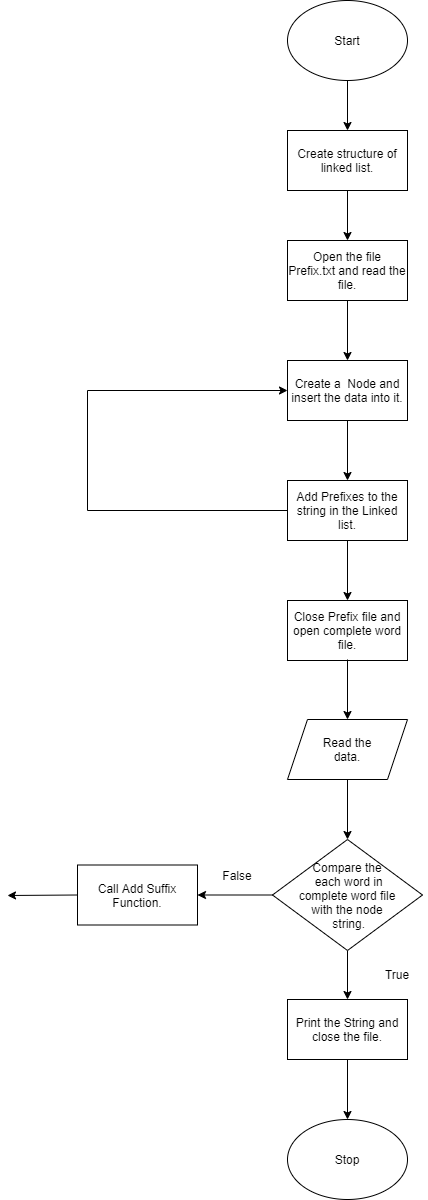 Start
Create structure of
linked list.
Open the file
Prefix.txt and read the
file.
Create a  Node and
insert the data into it.
Add Prefixes to the
string in the Linked
list.
Close Prefix file and
open complete word
file.
Read the
data.
Compare the
each word in
complete word file
with the node
string.
False
Call Add Suffix
Function.
True
Print the String and
close the file.
Stop